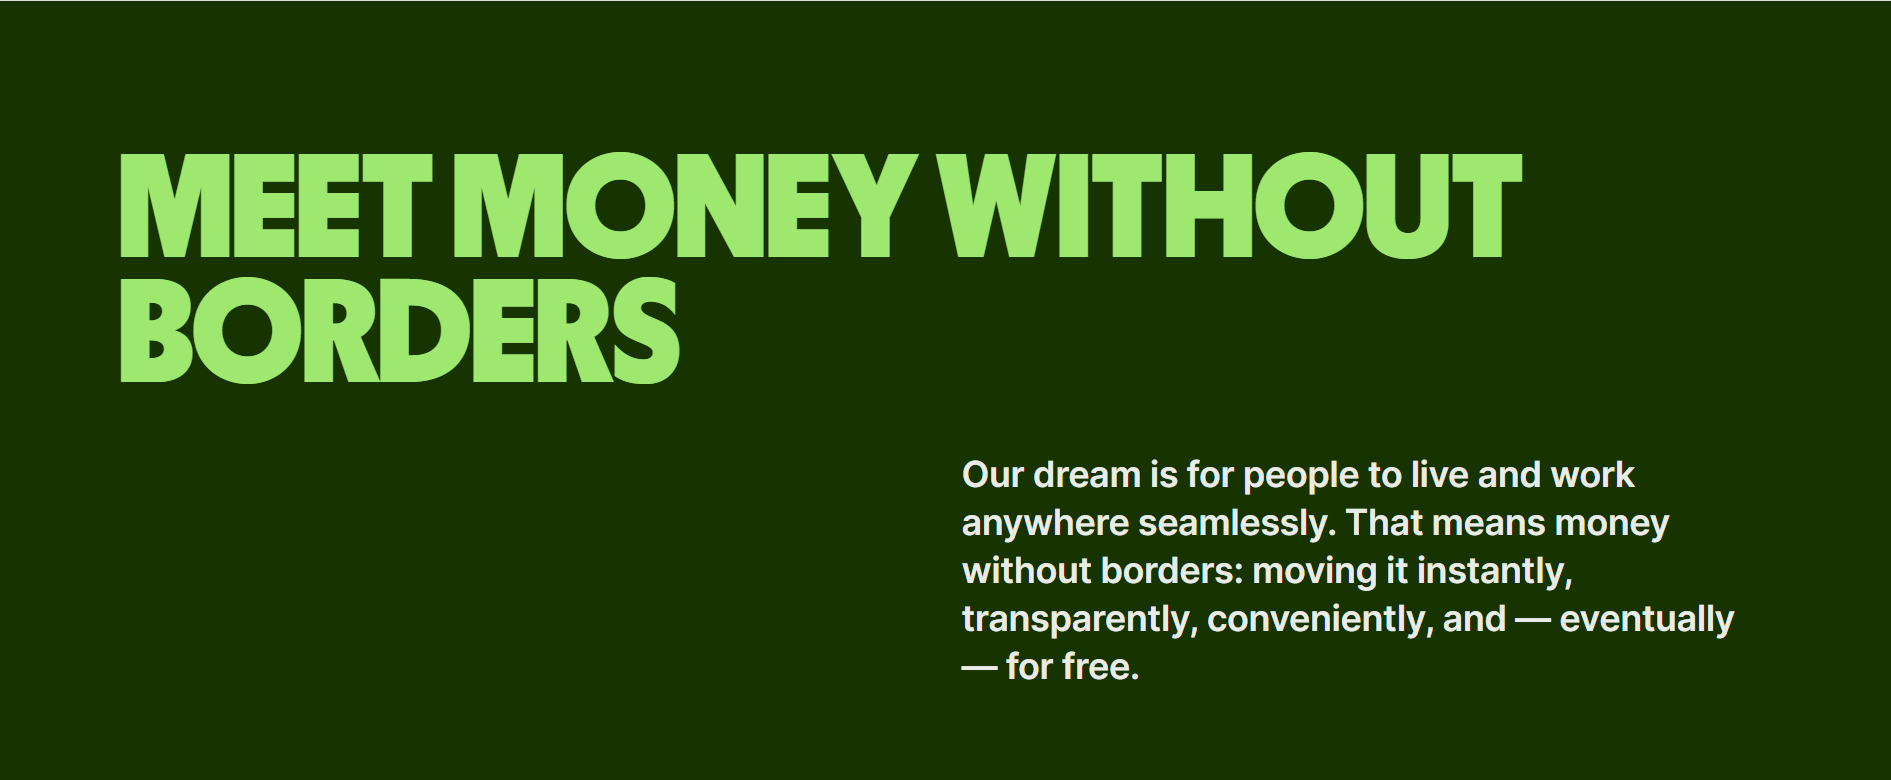 MEET MONEY WITHOUT
BORDERS
Our dream is for people to live and work
anywhere seamlessly. That means money
without borders: moving it instantly,
transparently, conveniently, and — eventually
— for free.